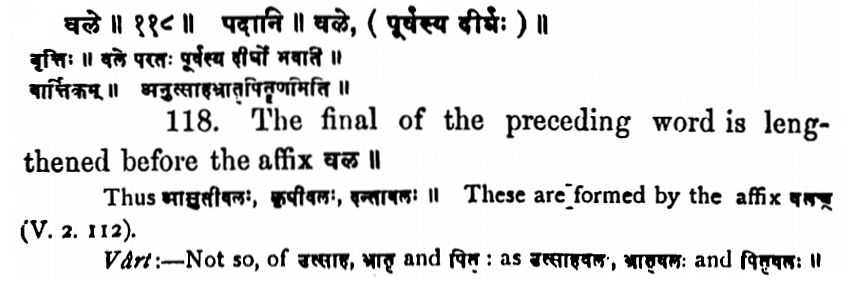 वले ॥ ११८ ॥ पदानि ॥ वले, ( पूर्वस्य दीर्घः ) ॥
वृत्तिः ॥ वले परतः पूर्वस्य दीर्घो भवति ॥
वार्त्तिकम् ॥ अनुत्साहभ्रातृपितॄणामिति ॥
118. The final of the preceding word is leng-
thened before the affix वल ॥
Thus आसुतीवलः, कृषीवलः, दन्तावलः ॥ These are formed by the affix वलच्
(V. 2. 112).
Vârt:—Not so, of उत्साह, भ्रातृ and पितृ : as उत्साहवलः, भ्रातृवलः and पितृवलः ॥